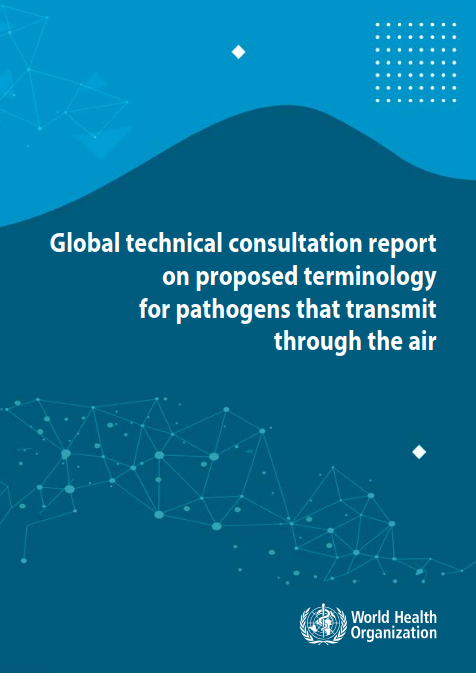 Global technical consultation report
on proposed terminology
for pathogens that transmit
through the air
World Health
Organization